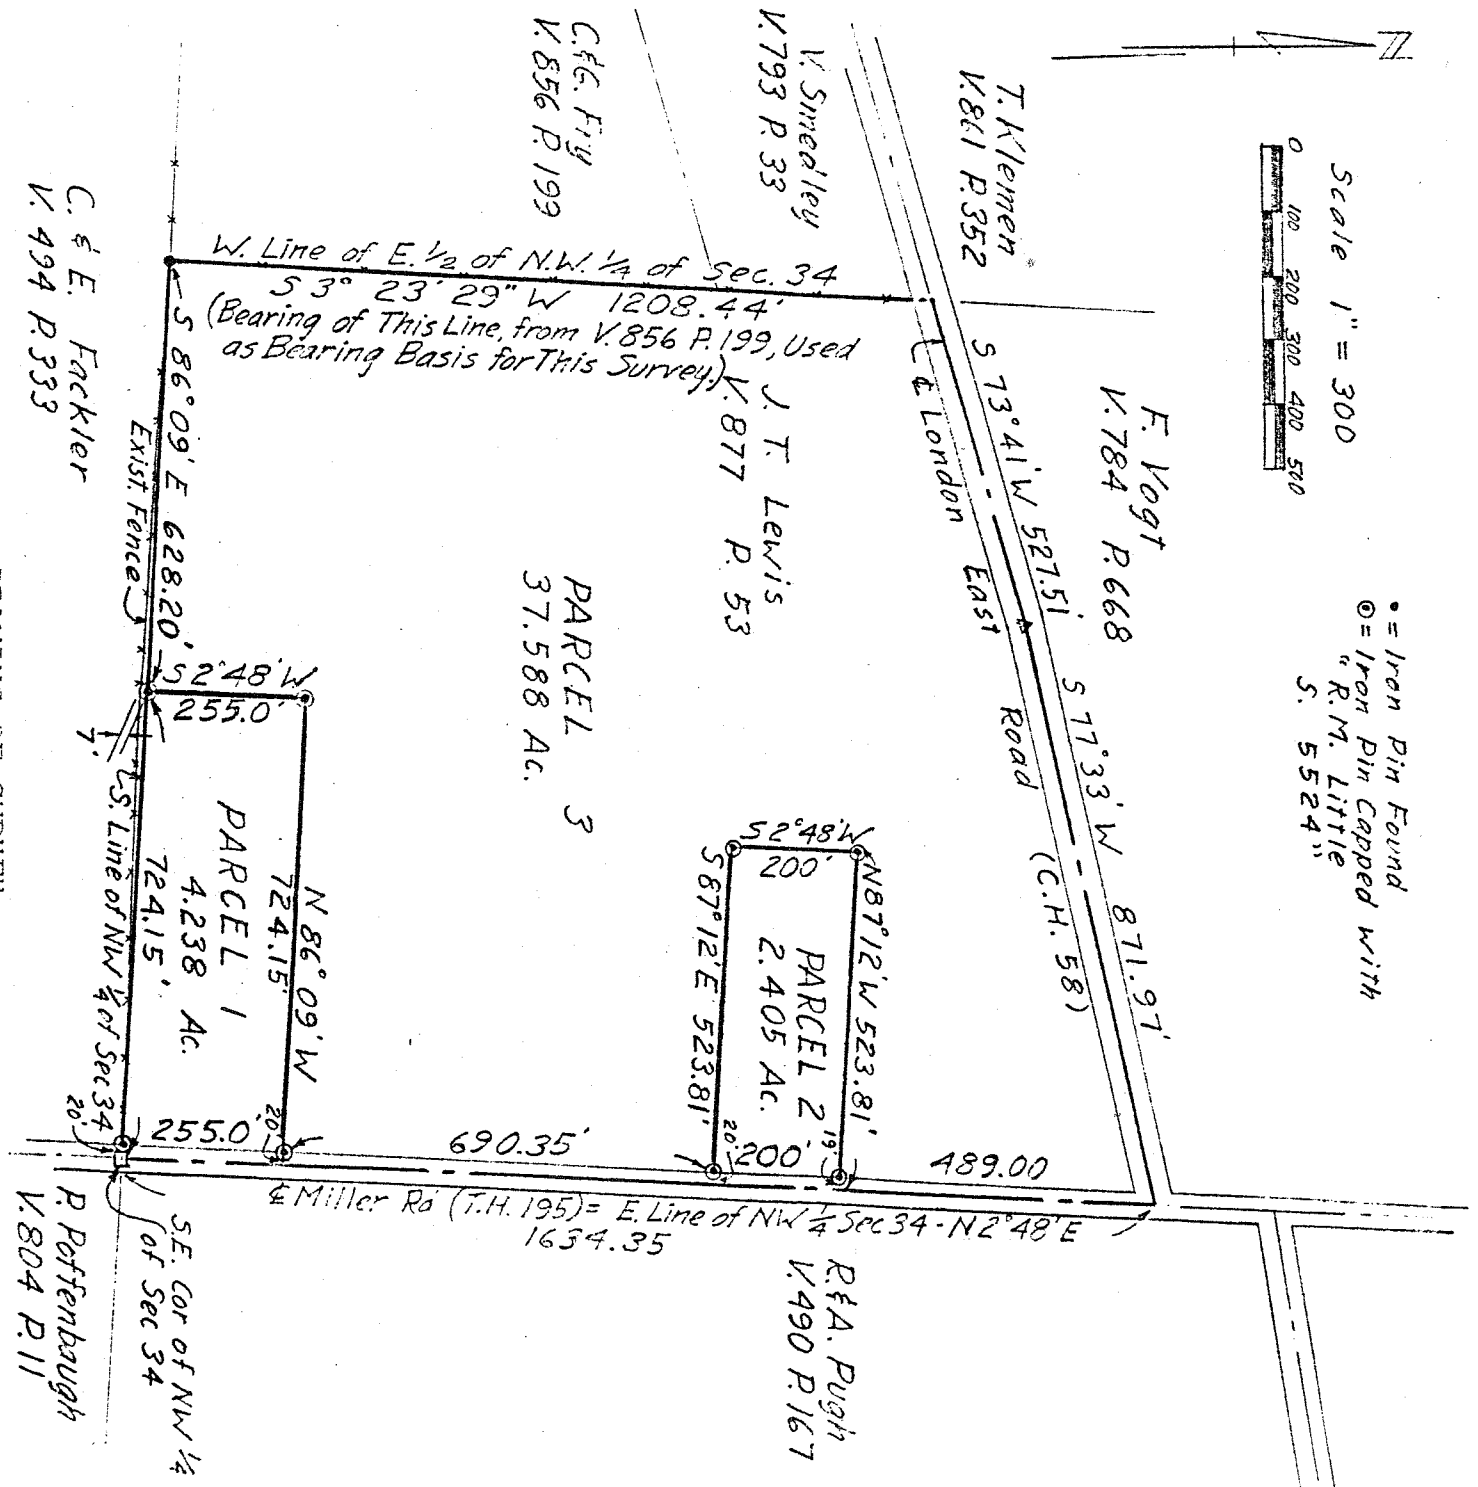 Scale 1" = 300
0 100 200 300 400 500
• = Iron Pin Found
◎ = Iron Pin Capped with
"R.M. Little
S. 5524"
T. Klemen
V.861 P.352
F. Vogt
V.784 P.668
V. Smedley
V.793 P.33
C.&G. Fry
V.856 P.199
W. Line of E. 1/2 of N.W. 1/4 of Sec. 34
S 3° 23' 29" W 1208.44'
(Bearing of This Line, from V.856 P.199, Used
as Bearing Basis for This Survey.)
S 73°41' W 527.51'
S 77°33' W 871.97'
℄ London East Road (C.H. 58)
J. T. Lewis
V.877 P. 53
PARCEL 3
37.588 Ac.
S 2°48' W
200'
N 87°12' W 523.81'
PARCEL 2
2.405 Ac.
S 87°12' E 523.81'
S 2°48' W
255.0'
N 86°09' W
724.15'
PARCEL 1
4.238 Ac.
724.15'
S. Line of NW 1/4 of Sec 34
S 86°09' E 628.20'
Exist. Fence
7'
C. & E. Fackler
V. 494 P.333
20'
255.0'
20'
690.35'
20'
200'
19'
489.00
℄ Miller Rd (T.H. 195) = E. Line of NW 1/4 Sec 34 - N 2°48' E
1634.35
R.&A. Pugh
V.490 P.167
S.E. Cor of NW 1/4
of Sec 34
P. Poffenbaugh
V.804 P.11